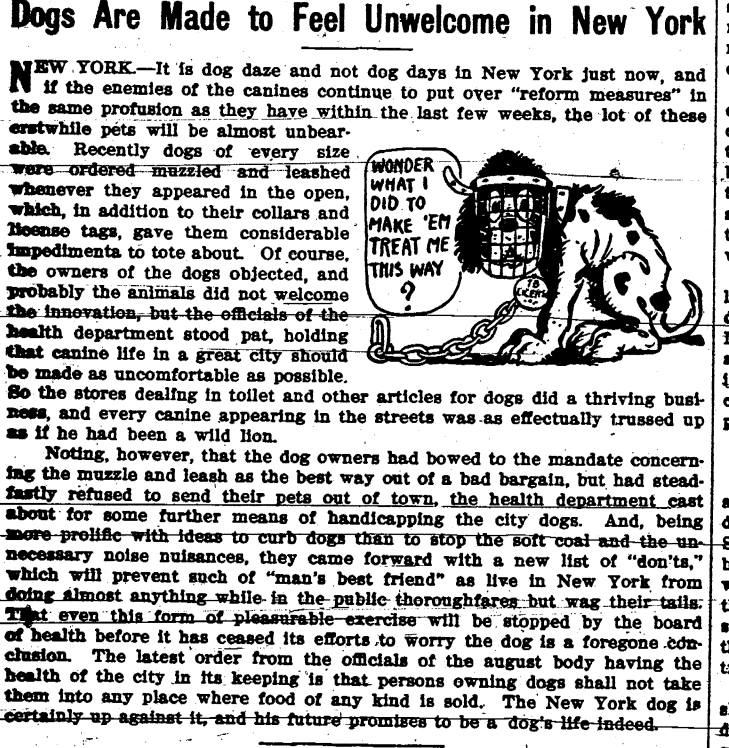 Dogs Are Made to Feel Unwelcome in New York
NEW YORK.—It is dog daze and not dog days in New York just now, and
if the enemies of the canines continue to put over "reform measures" in
the same profusion as they have within the last few weeks, the lot of these
erstwhile pets will be almost unbear-
able. Recently dogs of every size
were ordered muzzled and leashed
whenever they appeared in the open,
which, in addition to their collars and
license tags, gave them considerable
impedimenta to tote about. Of course,
the owners of the dogs objected, and
probably the animals did not welcome
the innovation, but the officials of the
health department stood pat, holding
that canine life in a great city should
be made as uncomfortable as possible.
WONDER
WHAT I
DID TO
MAKE 'EM
TREAT ME
THIS WAY
?
So the stores dealing in toilet and other articles for dogs did a thriving busi-
ness, and every canine appearing in the streets was as effectually trussed up
as if he had been a wild lion.
Noting, however, that the dog owners had bowed to the mandate concern-
ing the muzzle and leash as the best way out of a bad bargain, but had stead-
fastly refused to send their pets out of town, the health department cast
about for some further means of handicapping the city dogs. And, being
more prolific with ideas to curb dogs than to stop the soft coal and the un-
necessary noise nuisances, they came forward with a new list of "don'ts,"
which will prevent such of "man's best friend" as live in New York from
doing almost anything while in the public thoroughfares but wag their tails.
That even this form of pleasurable exercise will be stopped by the board
of health before it has ceased its efforts to worry the dog is a foregone con-
clusion. The latest order from the officials of the august body having the
health of the city in its keeping is that persons owning dogs shall not take
them into any place where food of any kind is sold. The New York dog is
certainly up against it, and his future promises to be a dog's life indeed.